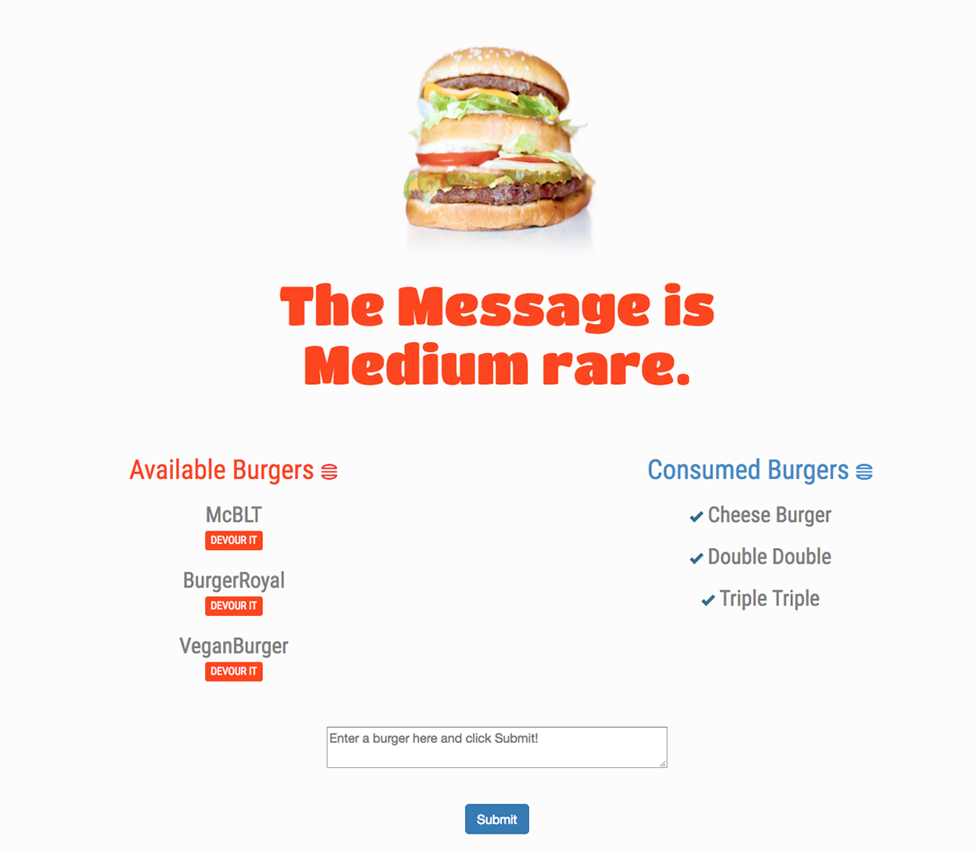 The Message is
Medium rare.
Available Burgers
McBLT
DEVOUR IT
BurgerRoyal
DEVOUR IT
VeganBurger
DEVOUR IT
Consumed Burgers
Cheese Burger
Double Double
Triple Triple
Enter a burger here and click Submit!
Submit